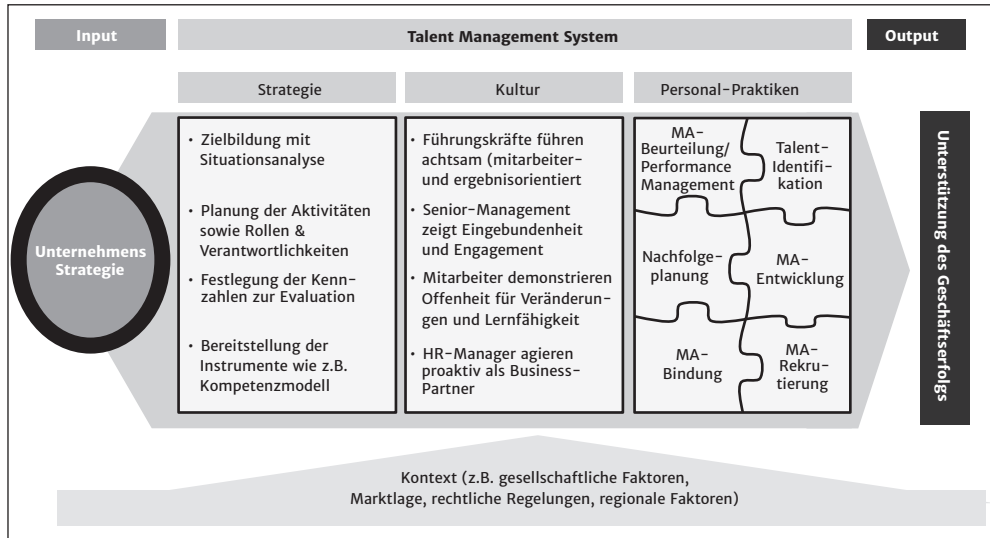 Input
Talent Management System
Output
Strategie
Kultur
Personal-Praktiken
Unternehmens
Strategie
· Zielbildung mit
Situationsanalyse
· Planung der Aktivitäten
sowie Rollen &
Verantwortlichkeiten
· Festlegung der Kenn-
zahlen zur Evaluation
· Bereitstellung der
Instrumente wie z.B.
Kompetenzmodell
· Führungskräfte führen
achtsam (mitarbeiter-
und ergebnisorientiert
· Senior-Management
zeigt Eingebundenheit
und Engagement
· Mitarbeiter demonstrieren
Offenheit für Veränderun-
gen und Lernfähigkeit
· HR-Manager agieren
proaktiv als Business-
Partner
MA-
Beurteilung/
Performance
Management
Talent-
Identifi-
kation
Nachfolge-
planung
MA-
Entwicklung
MA-
Bindung
MA-
Rekru-
tierung
Unterstützung des Geschäftserfolgs
Kontext (z.B. gesellschaftliche Faktoren,
Marktlage, rechtliche Regelungen, regionale Faktoren)